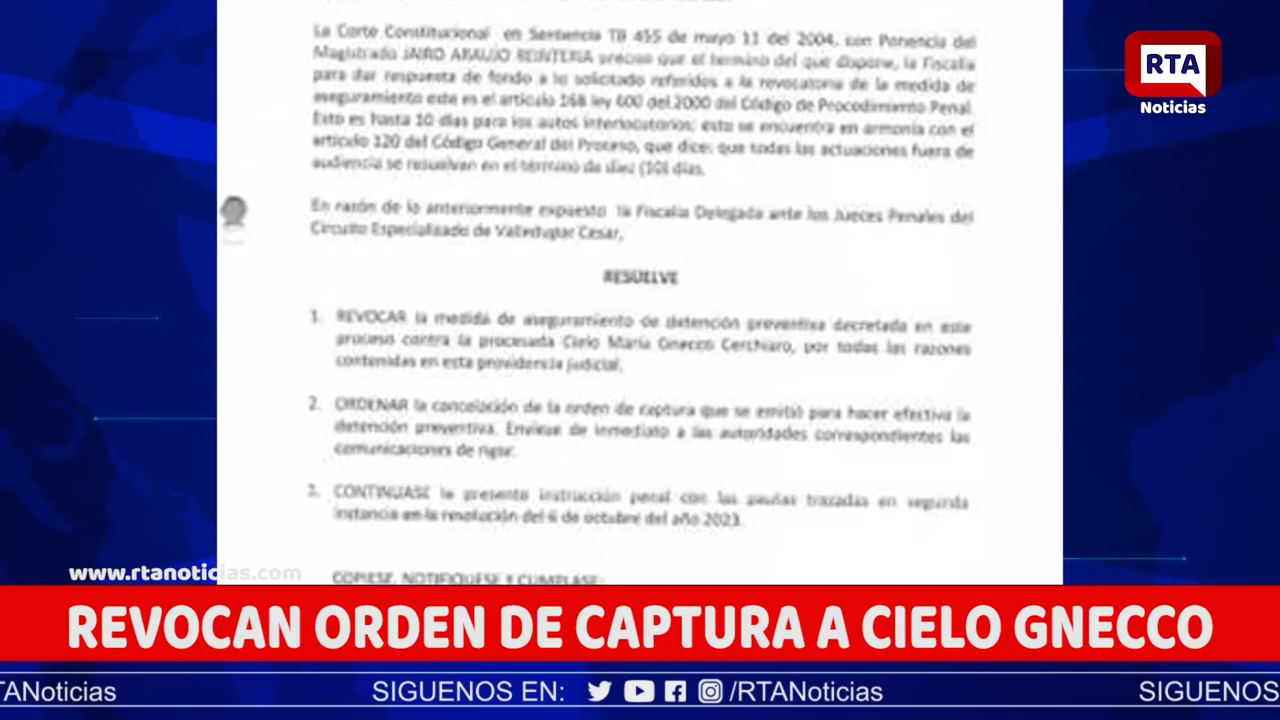 La Corte Constitucional en Sentencia TB 455 de mayo 11 del 2004, con Ponencia del
Magistrado JAIRO ARAUJO RENTERIA preciso que el termino del que dispone, la Fiscalía
para dar respuesta de fondo a lo solicitado referidos a la revocatoria de la medida de
aseguramiento este es el artículo 168 ley 600 del 2000 del Código de Procedimiento Penal.
Esto es hasta 10 días para los autos interlocutorios; esto se encuentra en armonía con el
artículo 120 del Código General del Proceso, que dice: que todas las actuaciones fuera de
audiencia se resuelvan en el término de diez (10) días.
RTA
Noticias
En razón de lo anteriormente expuesto la Fiscalía Delegada ante los Jueces Penales del
Circuito Especializado de Valledupar Cesar,
RESUELVE
1. REVOCAR la medida de aseguramiento de detención preventiva decretada en este
proceso contra la procesada Cielo María Gnecco Cerchiaro, por todas las razones
contenidas en esta providencia judicial.
2. ORDENAR la cancelación de la orden de captura que se emitió para hacer efectiva la
detención preventiva. Envíese de inmediato a las autoridades correspondientes las
comunicaciones de rigor.
3. CONTINUASE la presente instrucción penal con las pautas trazadas en segunda
instancia en la resolución del 6 de octubre del año 2023.
COPIESE, NOTIFIQUESE Y CUMPLASE:
www.rtanoticias.com
REVOCAN ORDEN DE CAPTURA A CIELO GNECCO
TANoticias SIGUENOS EN: /RTANoticias SIGUENOS